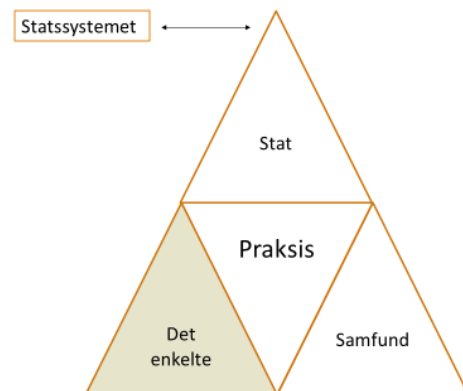 Statssystemet
Stat
Praksis
Det
enkelte
Samfund